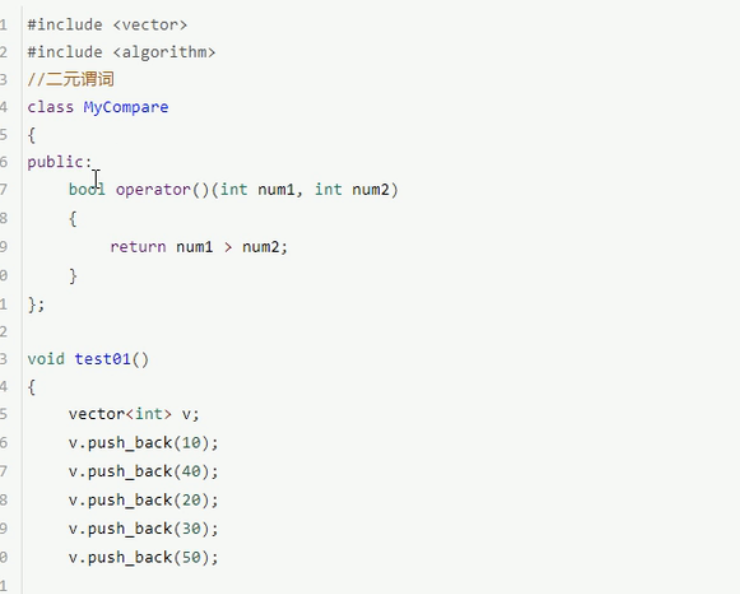 1 #include <vector>
2 #include <algorithm>
3 //二元谓词
4 class MyCompare
5 {
6 public:
7 bool operator()(int num1, int num2)
8 {
9 return num1 > num2;
0 }
1 };
2
3 void test01()
4 {
5 vector<int> v;
6 v.push_back(10);
7 v.push_back(40);
8 v.push_back(20);
9 v.push_back(30);
0 v.push_back(50);
1